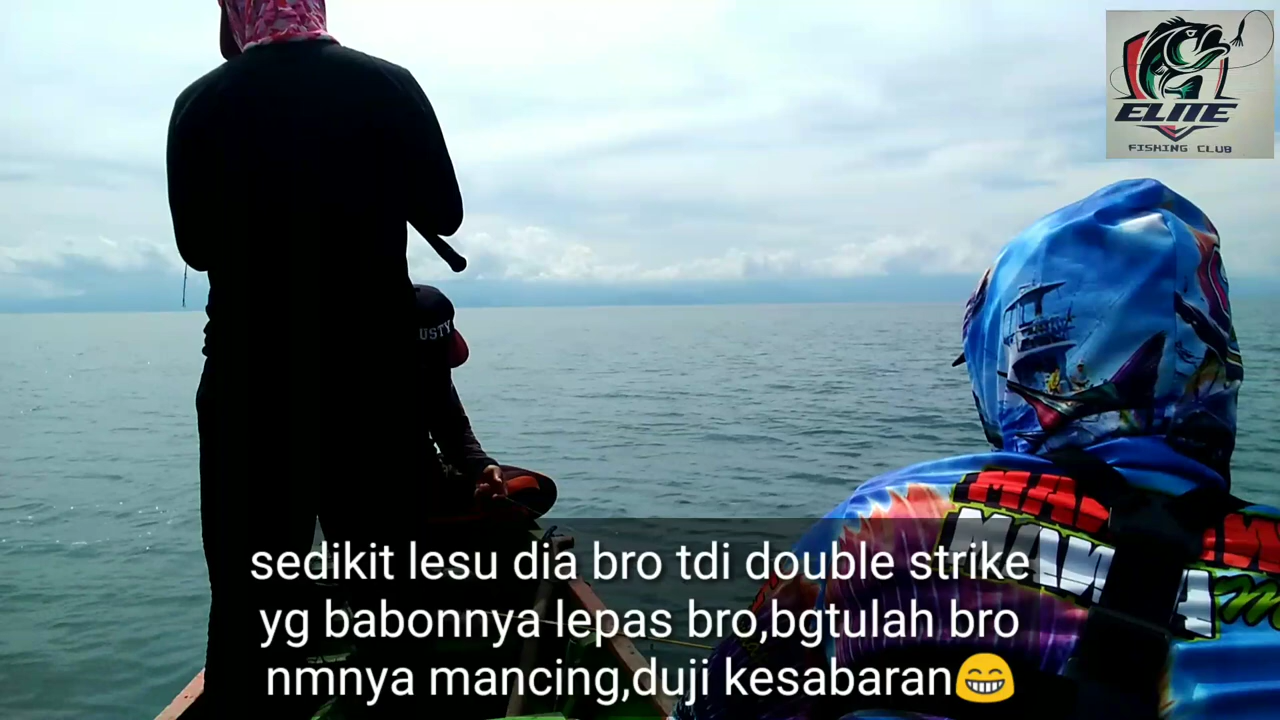 ELITE
FISHING CLUB
USTY
sedikit lesu dia bro tdi double strike
yg babonnya lepas bro,bgtulah bro
nmnya mancing,duji kesabaran😁